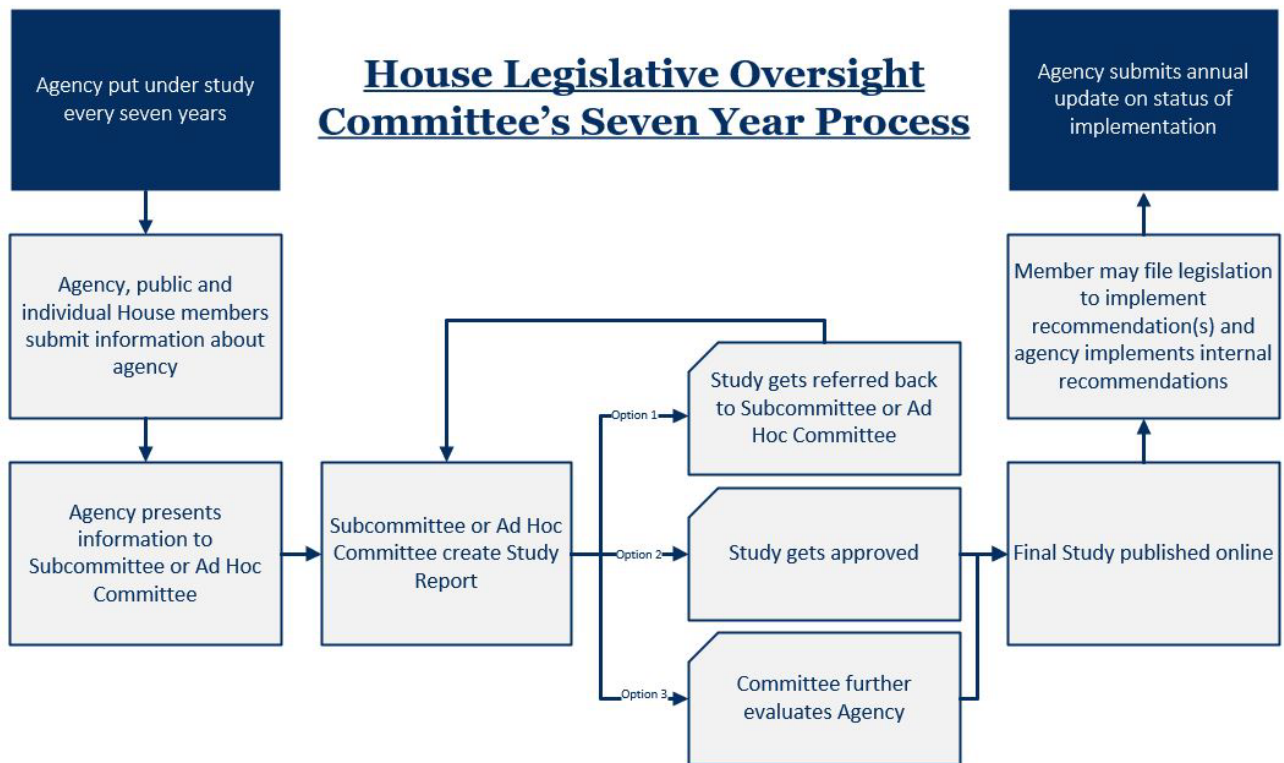 House Legislative Oversight
Committee's Seven Year Process
Agency put under study
every seven years
Agency, public and
individual House members
submit information about
agency
Agency presents
information to
Subcommittee or Ad Hoc
Committee
Subcommittee or Ad Hoc
Committee create Study
Report
Option 1
Study gets referred back
to Subcommittee or Ad
Hoc Committee
Option 2
Study gets approved
Option 3
Committee further
evaluates Agency
Final Study published online
Member may file legislation
to implement
recommendation(s) and
agency implements internal
recommendations
Agency submits annual
update on status of
implementation